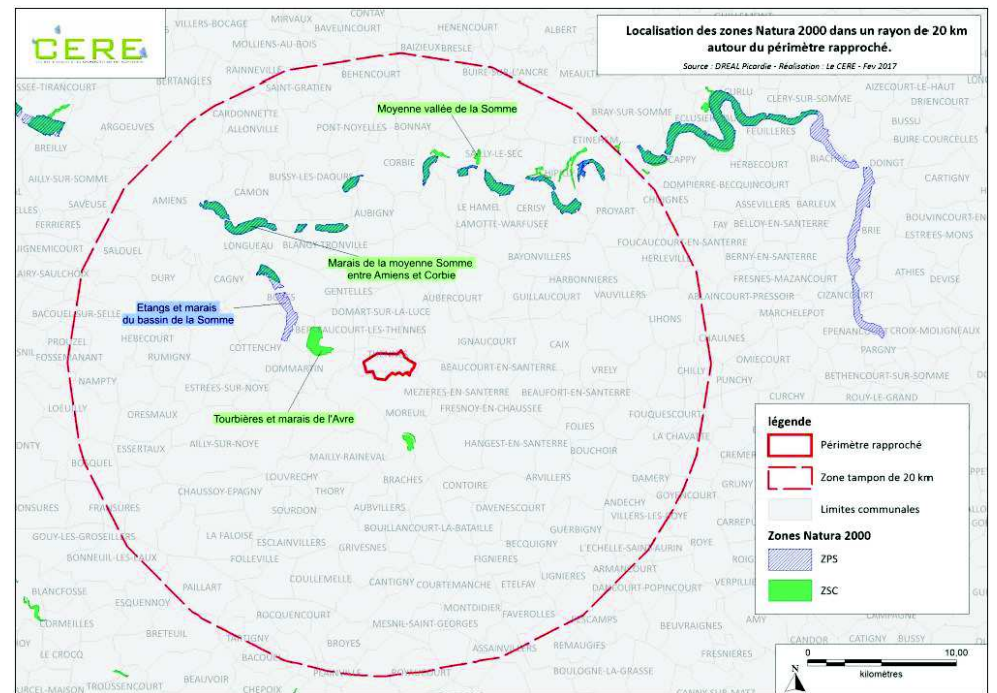 CERE
Localisation des zones Natura 2000 dans un rayon de 20 km
autour du périmètre rapproché.
Source : DREAL Picardie - Réalisation : Le CERE - Fev 2017
VILLERS-BOCAGE
MIRVAUX
CONTAY
BAVELINCOURT
HENENCOURT
ALBERT
MOLLIENS-AU-BOIS
BAIZIEUX
BRESLE
RAINNEVILLE
BEHENCOURT
BUIRE-SUR-L'ANCRE
BERTANGLES
SAINT-GRATIEN
CARDONNETTE
Moyenne vallée de la Somme
BRAY-SUR-SOMME
CLERY-SUR-SOMME
AIZECOURT-LE-HAUT
DRIENCOURT
ARGOEUVES
ALLONVILLE
PONT-NOYELLES
BONNAY
FEUILLERES
BUSSU
BREILLY
BUIRE-COURCELLES
CORBIE
SAILLY-LE-SEC
CAPPY
HERBECOURT
DOINGT
AILLY-SUR-SOMME
BUSSY-LES-DAOURS
CARTIGNY
CAMON
DOMPIERRE-BECQUINCOURT
SAVEUSE
AMIENS
LE HAMEL
CERISY
CHUIGNES
ASSEVILLERS
BARLEUX
FERRIERES
AUBIGNY
LAMOTTE-WARFUSEE
PROYART
FAY
BELLOY-EN-SANTERRE
BRIE
ESTREES-MONS
SALOUEL
LONGUEAU
BLANGY-TRONVILLE
FOUCAUCOURT-EN-SANTERRE
Marais de la moyenne Somme
entre Amiens et Corbie
BAYONVILLERS
HERLEVILLE
BERNY-EN-SANTERRE
DURY
CAGNY
HARBONNIERES
FRESNES-MAZANCOURT
ATHIES
DEVISE
GENTELLES
AUBERCOURT
GUILLAUCOURT
VAUVILLERS
ABLAINCOURT-PRESSOIR
CIZANCOURT
Etangs et marais
du bassin de la Somme
BACOUEL-SUR-SELLE
DOMART-SUR-LA-LUCE
MARCHELEPOT
LIHONS
CROIX-MOLIGNEAUX
PROUZEL
HEBECOURT
COTTENCHY
IGNAUCOURT
CAIX
CHAULNES
PARGNY
FOSSEMANANT
RUMIGNY
DOMMARTIN
BEAUCOURT-EN-SANTERRE
VRELY
CHILLY
OMIECOURT
BETHENCOURT-SUR-SOMME
NAMPTY
ESTREES-SUR-NOYE
MEZIERES-EN-SANTERRE
BEAUFORT-EN-SANTERRE
PUNCHY
CURCHY
ROUY-LE-GRAND
LOEUILLY
ORESMAUX
Tourbières et marais de l'Avre
MOREUIL
FRESNOY-EN-CHAUSSEE
FOUQUESCOURT
FOLIES
LA CHAVATTE
ESSERTAUX
AILLY-SUR-NOYE
HANGEST-EN-SANTERRE
BOUCHOIR
MAILLY-RAINEVAL
BOSQUEL
LOUVRECHY
BRACHES
CONTOIRE
ARVILLERS
DAMERY
GRUNY
CHAUSSOY-EPAGNY
THORY
GOYENCOURT
ANDECHY
FRANSURES
SOURDON
AUBVILLERS
DAVENESCOURT
VILLERS-LES-ROYE
BOUILLANCOURT-LA-BATAILLE
GUERBIGNY
GOUY-LES-GROSEILLERS
LA FALOISE
ESCLAINVILLERS
GRIVESNES
BECQUIGNY
L'ECHELLE-SAINT-AURIN
ROYE
BONNEUIL-LES-EAUX
FOLLEVILLE
FIGNIERES
ARMANCOURT
COULLEMELLE
CANTIGNY
COURTEMANCHE
ETELFAY
LIGNIERES
DANCOURT-POPINCOURT
BLANCFOSSE
PAILLART
ESQUENNOY
MONTDIDIER
ROCQUENCOURT
FAVEROLLES
CORMEILLES
MESNIL-SAINT-GEORGES
BEUVRAIGNES
AMY
BRETEUIL
TARTIGNY
BROYES
ASSAINVILLERS
REMAUGIES
FRESNIERES
CANDOR
CATIGNY
BUSSY
LE CROCQ
BEAUVOIR
BOULOGNE-LA-GRASSE
TROUSSENCOURT
CHEPOIX
légende
Périmètre rapproché
Zone tampon de 20 km
Limites communales
Zones Natura 2000
ZPS
ZSC
0 10,00
kilomètres
N